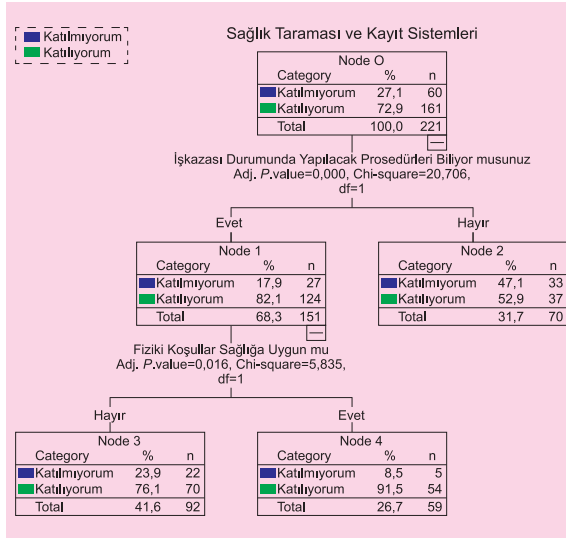 Katılmıyorum
Katılıyorum
Sağlık Taraması ve Kayıt Sistemleri
Node O
Category % n
Katılmıyorum 27,1 60
Katılıyorum 72,9 161
Total 100,0 221
İşkazası Durumunda Yapılacak Prosedürleri Biliyor musunuz
Adj. P.value=0,000, Chi-square=20,706,
df=1
Evet
Hayır
Node 1
Category % n
Katılmıyorum 17,9 27
Katılıyorum 82,1 124
Total 68,3 151
Node 2
Category % n
Katılmıyorum 47,1 33
Katılıyorum 52,9 37
Total 31,7 70
Fiziki Koşullar Sağlığa Uygun mu
Adj. P.value=0,016, Chi-square=5,835,
df=1
Hayır
Evet
Node 3
Category % n
Katılmıyorum 23,9 22
Katılıyorum 76,1 70
Total 41,6 92
Node 4
Category % n
Katılmıyorum 8,5 5
Katılıyorum 91,5 54
Total 26,7 59